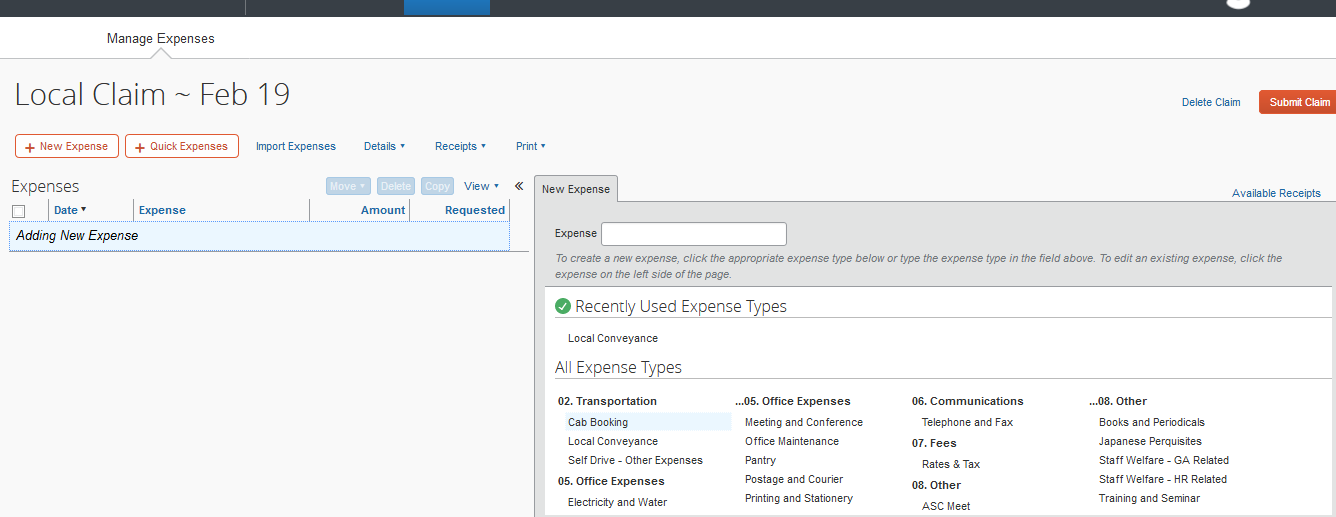 Manage Expenses
Local Claim ~ Feb 19
Delete Claim
Submit Claim
+ New Expense
+ Quick Expenses
Import Expenses
Details ▾
Receipts ▾
Print ▾
Expenses
Move ▾
Delete
Copy
View ▾
«
Date ▾
Expense
Amount
Requested
Adding New Expense
New Expense
Available Receipts
Expense
To create a new expense, click the appropriate expense type below or type the expense type in the field above. To edit an existing expense, click the
expense on the left side of the page.
Recently Used Expense Types
Local Conveyance
All Expense Types
02. Transportation
Cab Booking
Local Conveyance
Self Drive - Other Expenses
05. Office Expenses
Electricity and Water
...05. Office Expenses
Meeting and Conference
Office Maintenance
Pantry
Postage and Courier
Printing and Stationery
06. Communications
Telephone and Fax
07. Fees
Rates & Tax
08. Other
ASC Meet
...08. Other
Books and Periodicals
Japanese Perquisites
Staff Welfare - GA Related
Staff Welfare - HR Related
Training and Seminar